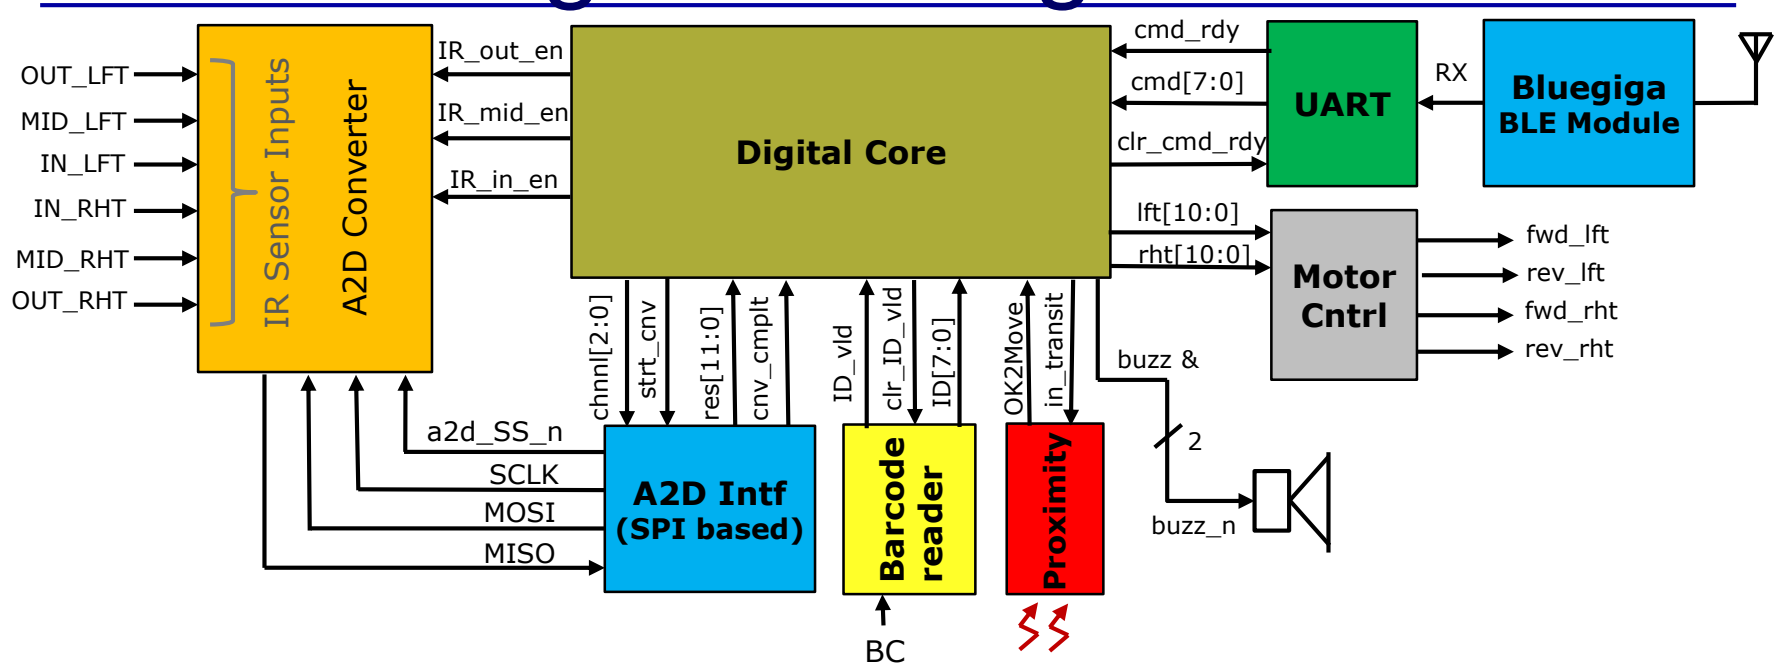 OUT_LFT
MID_LFT
IN_LFT
IN_RHT
MID_RHT
OUT_RHT
IR Sensor Inputs
A2D Converter
IR_out_en
IR_mid_en
IR_in_en
Digital Core
cmd_rdy
cmd[7:0]
clr_cmd_rdy
UART
RX
Bluegiga
BLE Module
lft[10:0]
rht[10:0]
Motor
Cntrl
fwd_lft
rev_lft
fwd_rht
rev_rht
chnnl[2:0]
strt_cnv
res[11:0]
cnv_cmplt
ID_vld
clr_ID_vld
ID[7:0]
OK2Move
in_transit
buzz &
2
buzz_n
a2d_SS_n
SCLK
MOSI
MISO
A2D Intf
(SPI based)
Barcode
reader
Proximity
BC